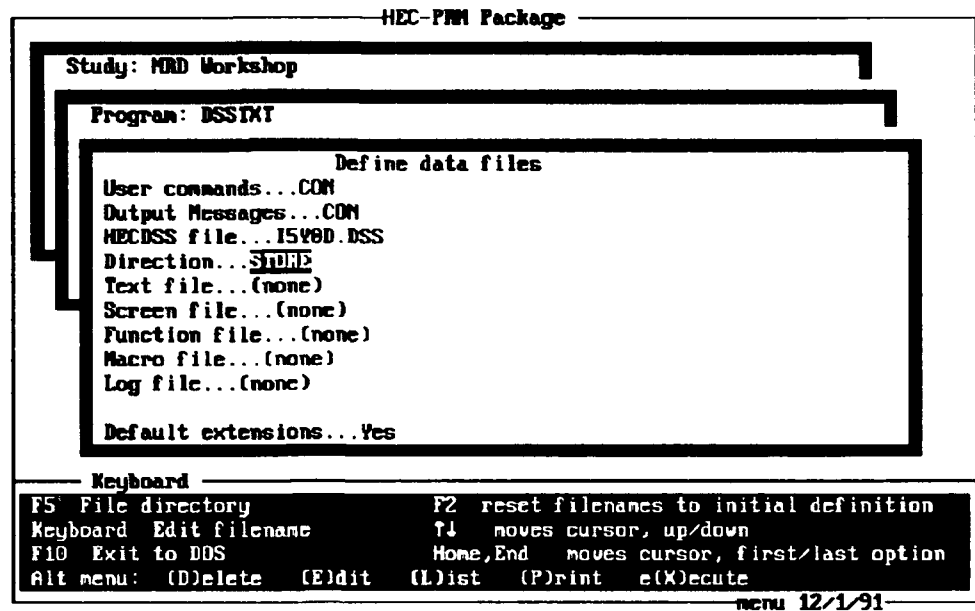 HEC-PRM Package
Study: MRD Workshop
Program: DSSTXT
Define data files
User commands...CON
Output Messages...CON
HECDSS file...I5Y0D.DSS
Direction...STORE
Text file...(none)
Screen file...(none)
Function file...(none)
Macro file...(none)
Log file...(none)
Default extensions...Yes
Keyboard
F5 File directory F2 reset filenames to initial definition
Keyboard Edit filename ↑↓ moves cursor, up/down
F10 Exit to DOS Home,End moves cursor, first/last option
Alt menu: (D)elete (E)dit (L)ist (P)rint e(X)ecute
menu 12/1/91